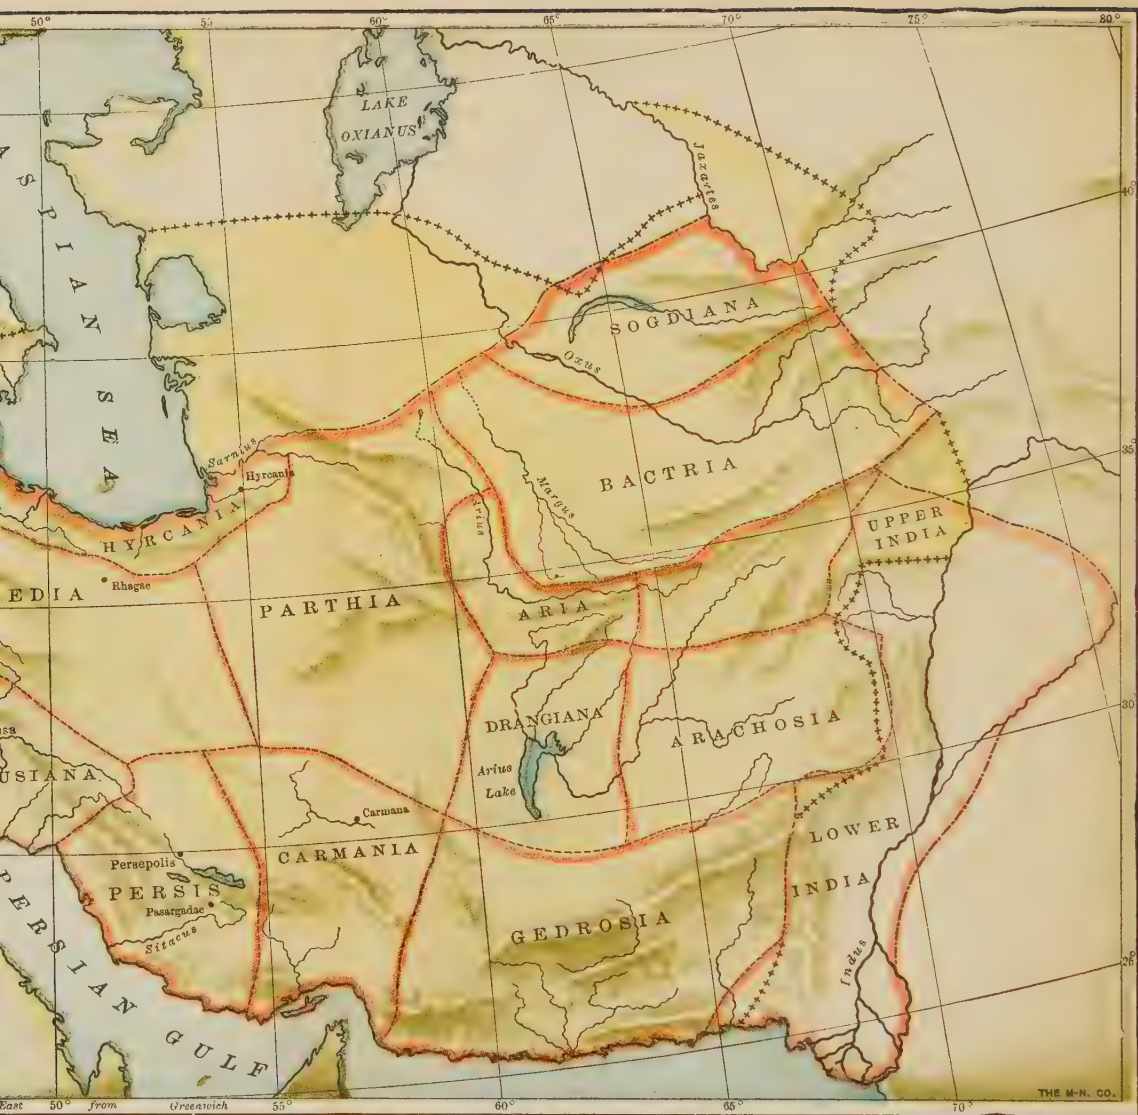 50°
55
60°
65°
70°
75°
80°
LAKE
OXIANUS
Jaxartes
40°
ASPIAN SEA
SOGDIANA
Oxus
BACTRIA
35°
Sarnius
Hyrcania
HYRCANIA
Margus
Arius
UPPER
INDIA
EDIA
Rhagae
PARTHIA
ARIA
30°
DRANGIANA
ARACHOSIA
USIANA
Arius
Lake
Carmana
LOWER
INDIA
CARMANIA
Persepolis
PERSIS
Pasargadae
Sitacus
GEDROSIA
Indus
25°
PERSIAN GULF
THE M-N. CO.
East 50° from Greenwich 55° 60° 65° 70°